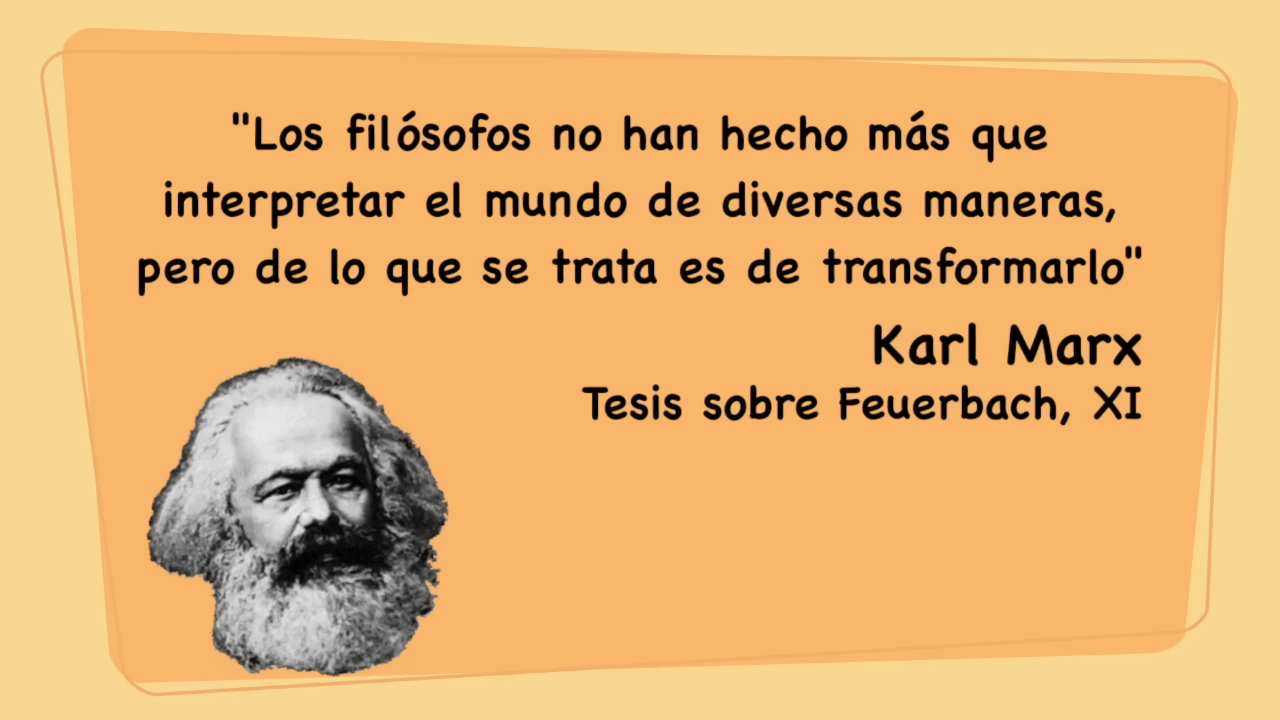 "Los filósofos no han hecho más que
interpretar el mundo de diversas maneras,
pero de lo que se trata es de transformarlo"
Karl Marx
Tesis sobre Feuerbach, XI